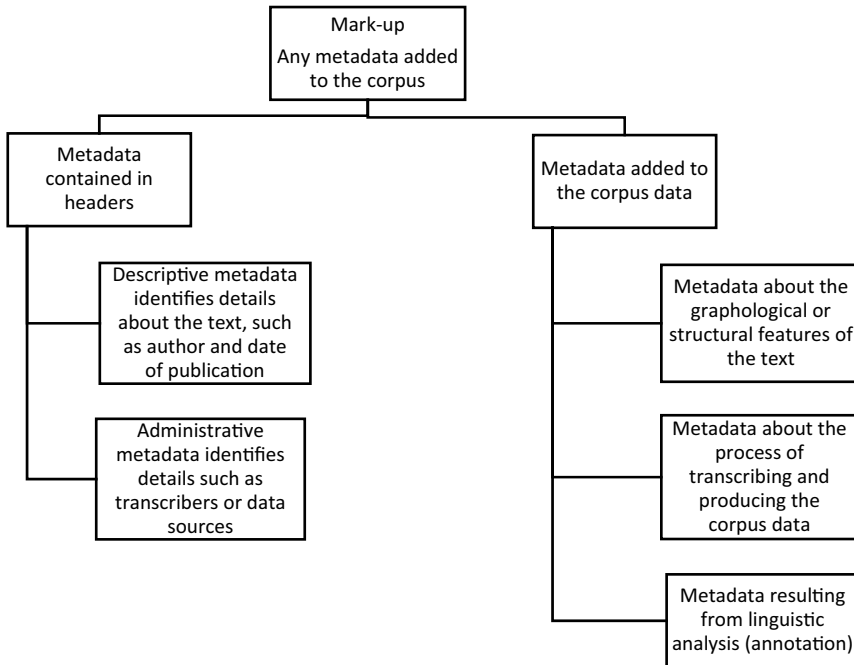 Mark-up
Any metadata added
to the corpus
Metadata
contained in
headers
Descriptive metadata
identifies details
about the text, such
as author and date
of publication
Administrative
metadata identifies
details such as
transcribers or data
sources
Metadata added to
the corpus data
Metadata about the
graphological or
structural features of
the text
Metadata about the
process of
transcribing and
producing the
corpus data
Metadata resulting
from linguistic
analysis (annotation)